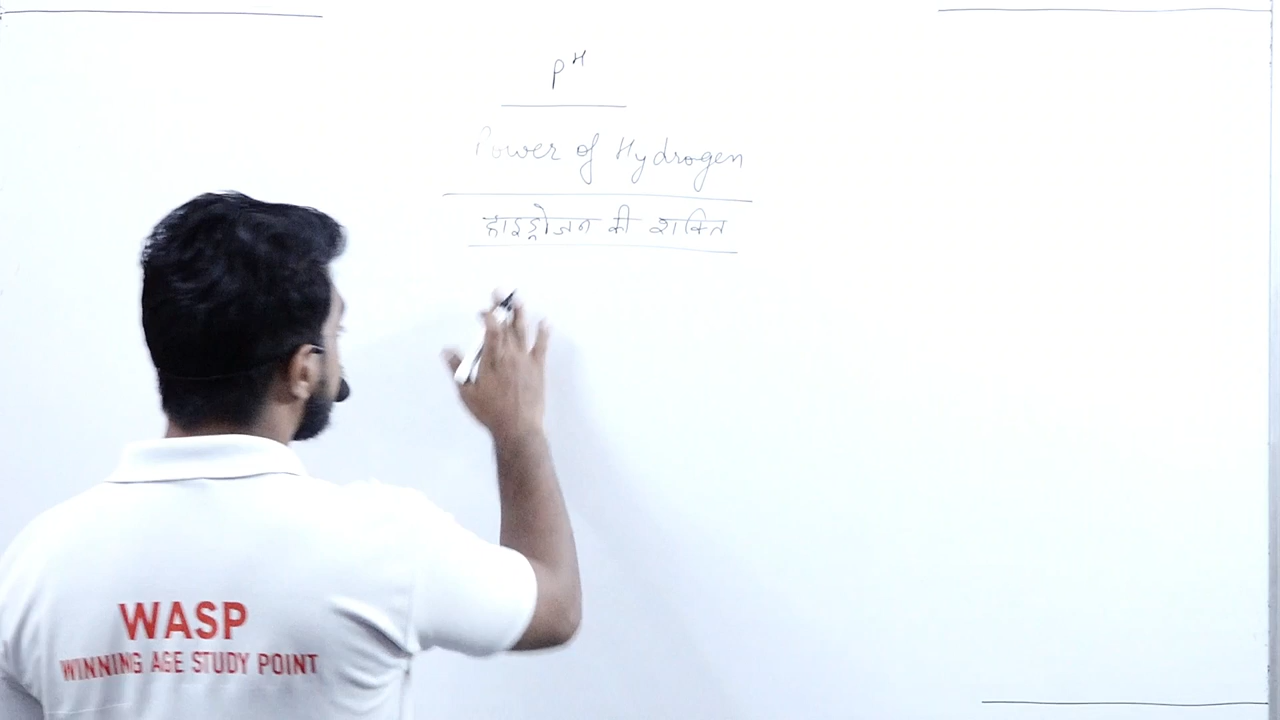 pH
Power of Hydrogen
हाइड्रोजन की शक्ति
WASP
WINNING AGE STUDY POINT